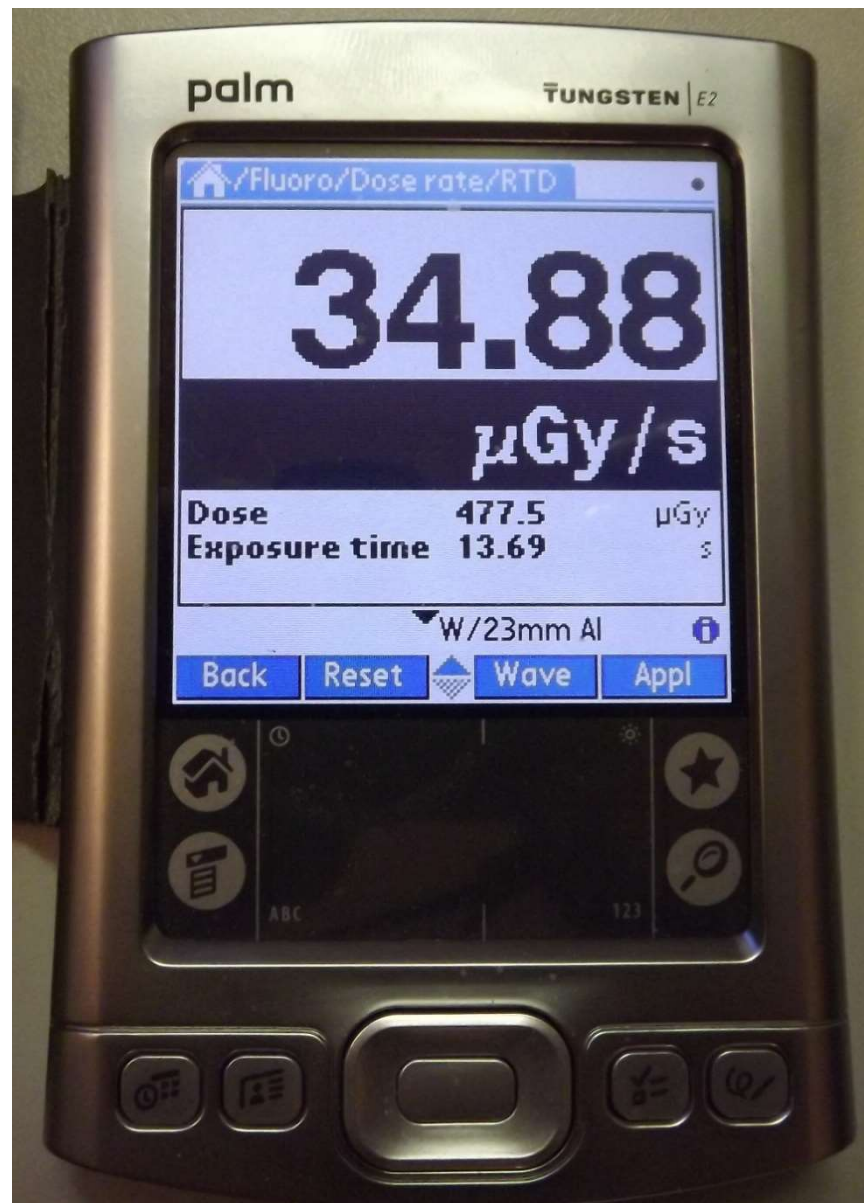 palm TUNGSTEN | E2
/Fluoro/Dose rate/RTD
34.88
µGy/s
Dose 477.5 µGy
Exposure time 13.69 s
W/23mm Al
Back Reset Wave Appl
ABC 123